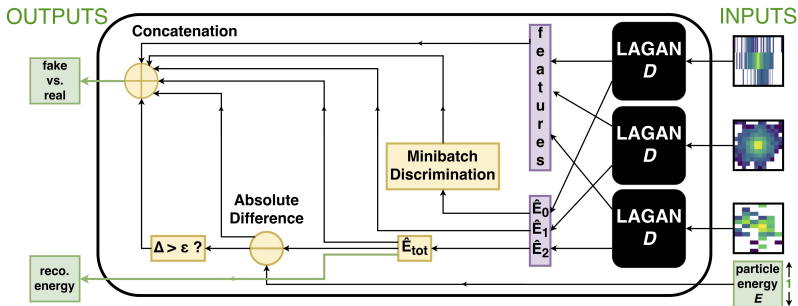 OUTPUTS
INPUTS
Concatenation
fake
vs.
real
f
e
a
t
u
r
e
s
LAGAN
D
LAGAN
D
LAGAN
D
Minibatch
Discrimination
Absolute
Difference
Ê₀
Ê₁
Ê₂
Δ > ε ?
Êtot
reco.
energy
particle
energy
E
1